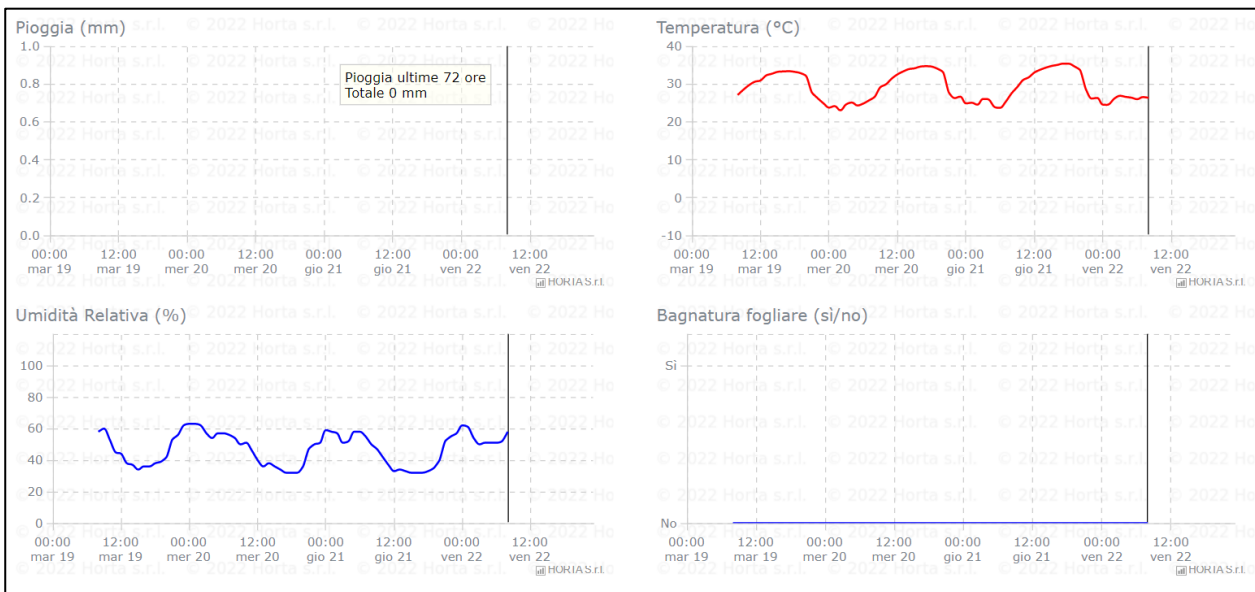 Pioggia (mm)
1.0
0.8
0.6
0.4
0.2
0.0
Pioggia ultime 72 ore
Totale 0 mm
00:00 12:00 00:00 12:00 00:00 12:00 00:00 12:00
mar 19 mar 19 mer 20 mer 20 gio 21 gio 21 ven 22 ven 22
HORTA S.r.l.
Temperatura (°C)
40
30
20
10
0
-10
00:00 12:00 00:00 12:00 00:00 12:00 00:00 12:00
mar 19 mar 19 mer 20 mer 20 gio 21 gio 21 ven 22 ven 22
HORTA S.r.l.
Umidità Relativa (%)
100
80
60
40
20
0
00:00 12:00 00:00 12:00 00:00 12:00 00:00 12:00
mar 19 mar 19 mer 20 mer 20 gio 21 gio 21 ven 22 ven 22
HORTA S.r.l.
Bagnatura fogliare (sì/no)
Sì
No
00:00 12:00 00:00 12:00 00:00 12:00 00:00 12:00
mar 19 mar 19 mer 20 mer 20 gio 21 gio 21 ven 22 ven 22
HORTA S.r.l.
© 2022 Horta s.r.l.